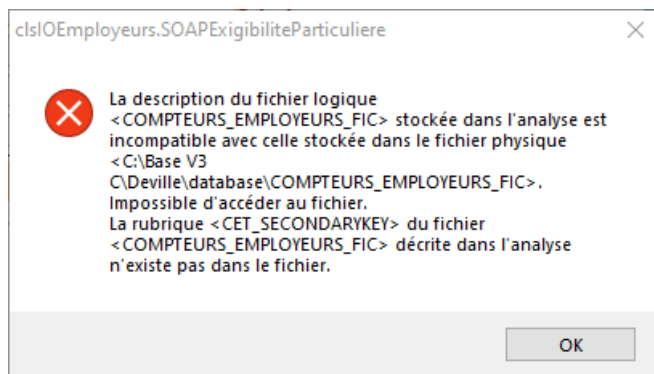 clsIOEmployeurs.SOAPExigibiliteParticuliere
La description du fichier logique
<COMPTEURS_EMPLOYEURS_FIC> stockée dans l'analyse est
incompatible avec celle stockée dans le fichier physique
<C:\Base V3
C\Deville\database\COMPTEURS_EMPLOYEURS_FIC>.
Impossible d'accéder au fichier.
La rubrique <CET_SECONDARYKEY> du fichier
<COMPTEURS_EMPLOYEURS_FIC> décrite dans l'analyse
n'existe pas dans le fichier.
OK